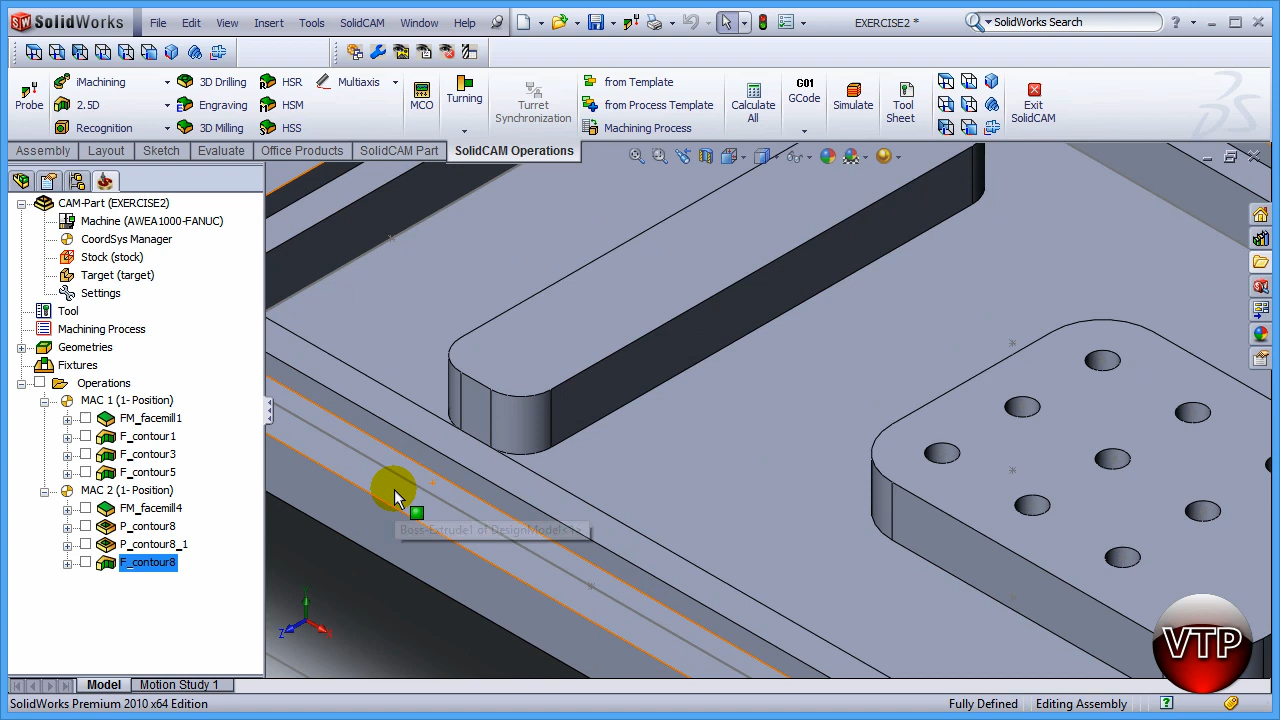 SolidWorks File Edit View Insert Tools SolidCAM Window Help EXERCISE2 * SolidWorks Search
iMachining 3D Drilling HSR Multiaxis from Template
Probe 2.5D Engraving HSM MCO Turning Turret Synchronization from Process Template Calculate All G01 GCode Simulate Tool Sheet Exit SolidCAM
Recognition 3D Milling HSS Machining Process
Assembly Layout Sketch Evaluate Office Products SolidCAM Part SolidCAM Operations
CAM-Part (EXERCISE2)
Machine (AWEA1000-FANUC)
CoordSys Manager
Stock (stock)
Target (target)
Settings
Tool
Machining Process
Geometries
Fixtures
Operations
MAC 1 (1- Position)
FM_facemill1
F_contour1
F_contour3
F_contour5
MAC 2 (1- Position)
FM_facemill4
P_contour8
P_contour8_1
F_contour8
Boss-Extrude1 of DesignModel<1>
Z X
VTP
Model Motion Study 1
SolidWorks Premium 2010 x64 Edition Fully Defined Editing Assembly